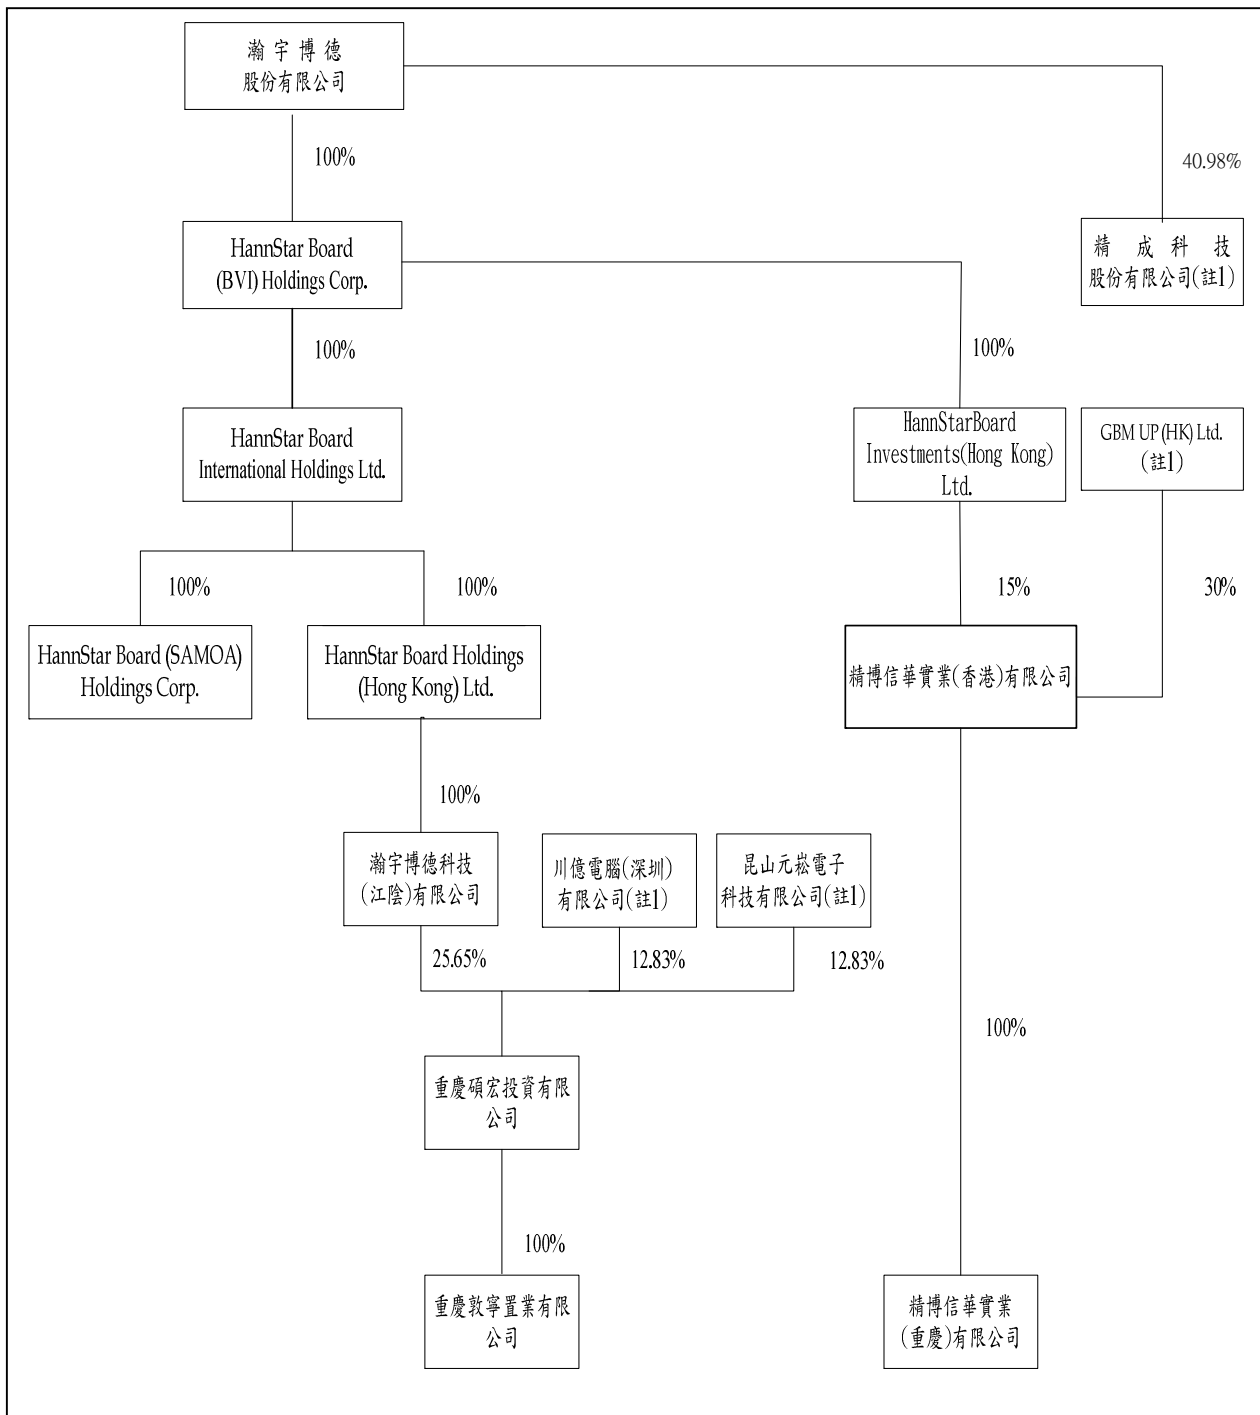 瀚宇博德
股份有限公司
100%
40.98%
HannStar Board
(BVI) Holdings Corp.
精成科技
股份有限公司(註1)
100%
100%
HannStar Board
International Holdings Ltd.
HannStarBoard
Investments(Hong Kong)
Ltd.
GBM UP (HK) Ltd.
(註1)
100%
100%
15%
30%
HannStar Board (SAMOA)
Holdings Corp.
HannStar Board Holdings
(Hong Kong) Ltd.
精博信華實業(香港)有限公司
100%
瀚宇博德科技
(江陰)有限公司
川億電腦(深圳)
有限公司(註1)
昆山元崧電子
科技有限公司(註1)
25.65%
12.83%
12.83%
100%
重慶碩宏投資有限
公司
100%
重慶敦寧置業有限
公司
精博信華實業
(重慶)有限公司